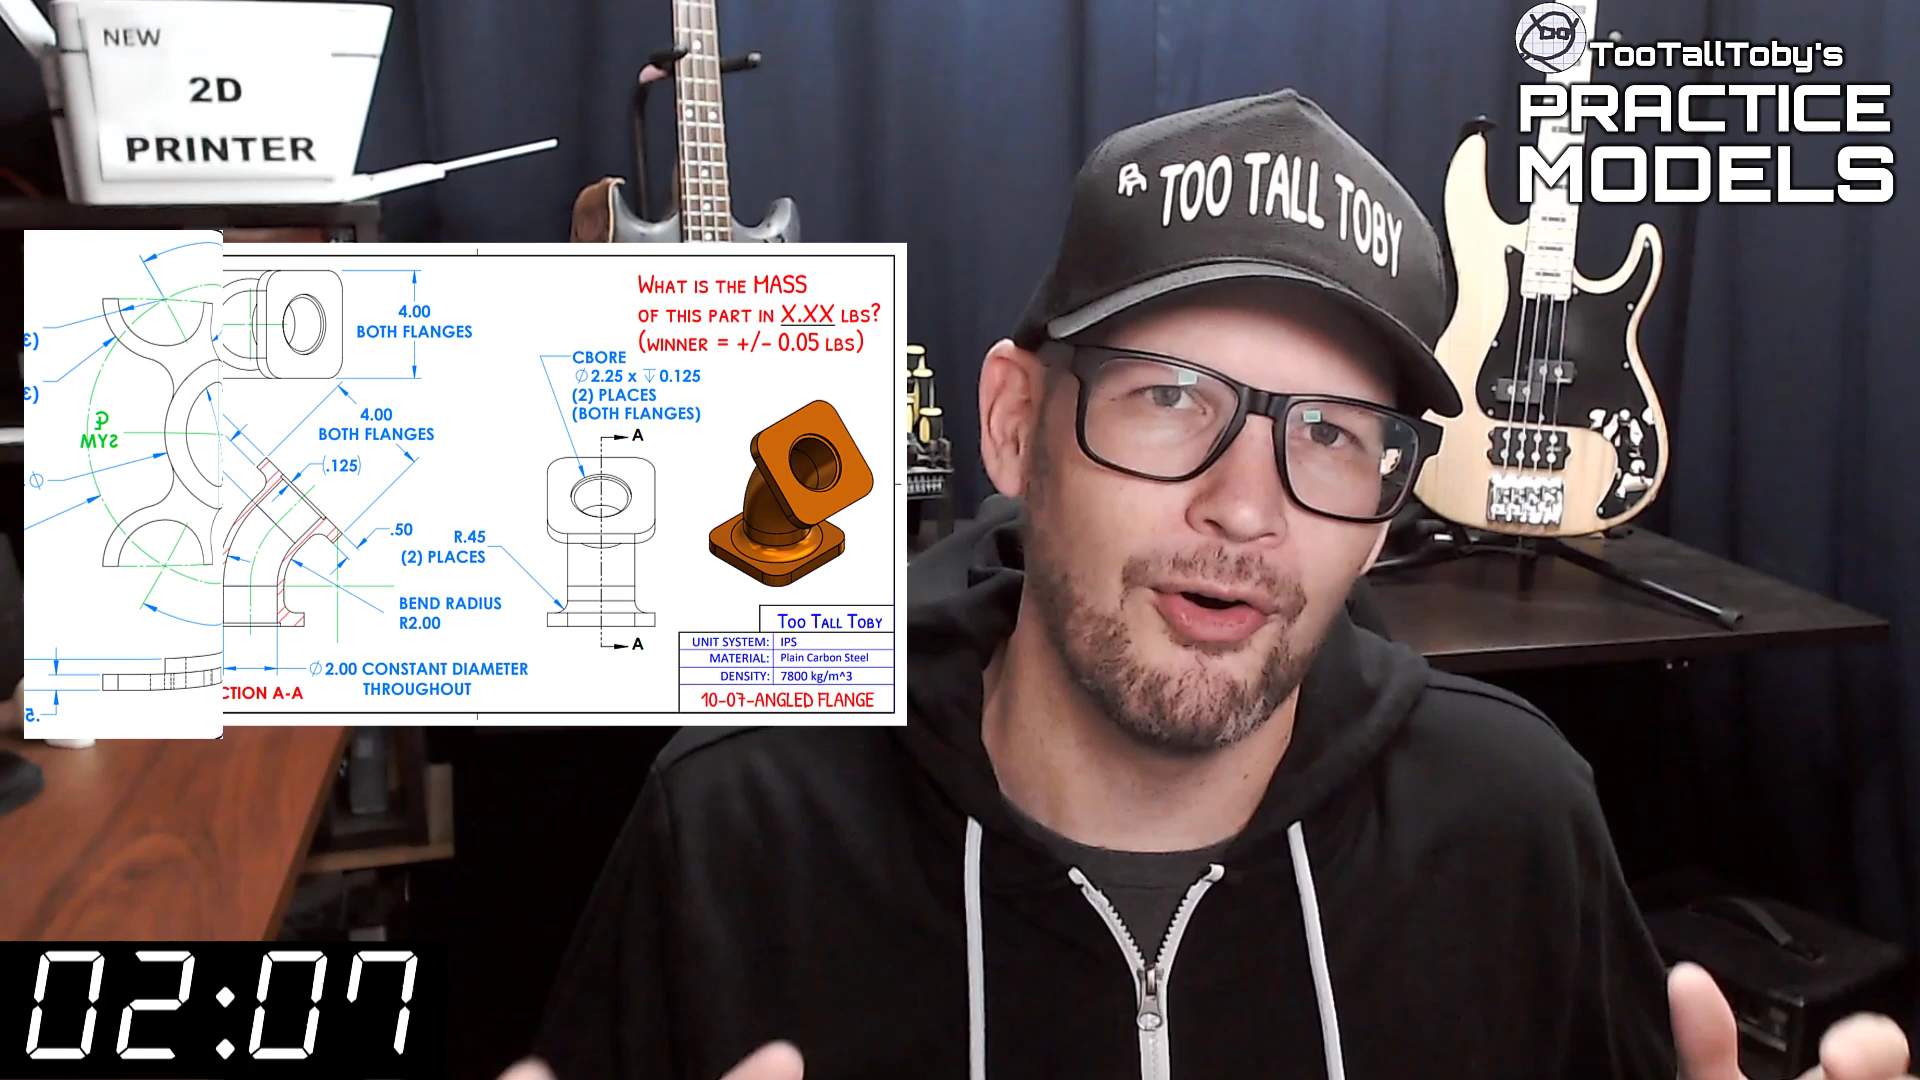 NEW
2D
PRINTER
TooTallToby's
PRACTICE
MODELS
TOO TALL TOBY
WHAT IS THE MASS
OF THIS PART IN X.XX LBS?
(WINNER = +/- 0.05 LBS)
4.00
BOTH FLANGES
CBORE
∅2.25 x ↧0.125
(2) PLACES
(BOTH FLANGES)
4.00
BOTH FLANGES
(.125)
A
.50
R.45
(2) PLACES
BEND RADIUS
R2.00
A
∅2.00 CONSTANT DIAMETER
THROUGHOUT
CTION A-A
SYM
TOO TALL TOBY
UNIT SYSTEM: IPS
MATERIAL: Plain Carbon Steel
DENSITY: 7800 kg/m^3
10-07-ANGLED FLANGE
02:07